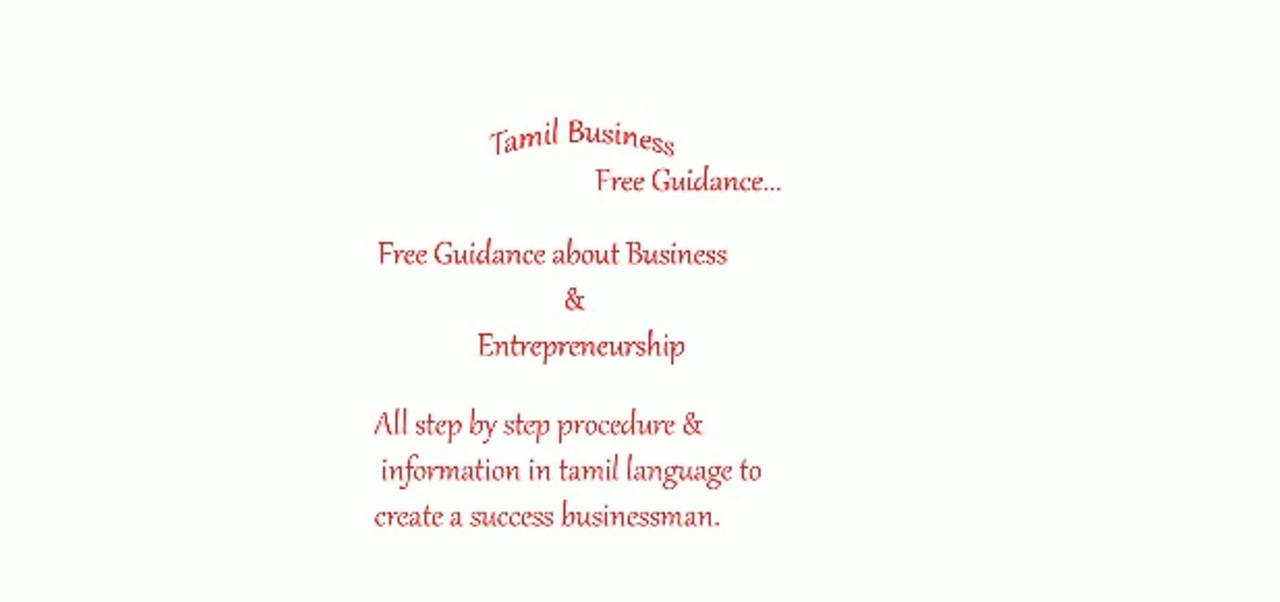 Tamil Business
Free Guidance...
Free Guidance about Business
&
Entrepreneurship
All step by step procedure &
information in tamil language to
create a success businessman.